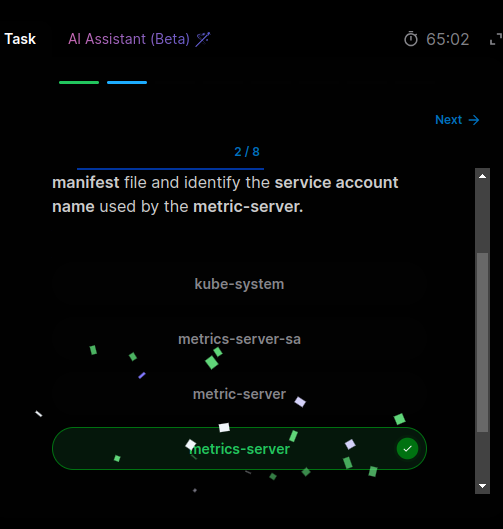 Task AI Assistant (Beta) 65:02
Next →
2 / 8
manifest file and identify the service account
name used by the metric-server.
kube-system
metrics-server-sa
metric-server
metrics-server